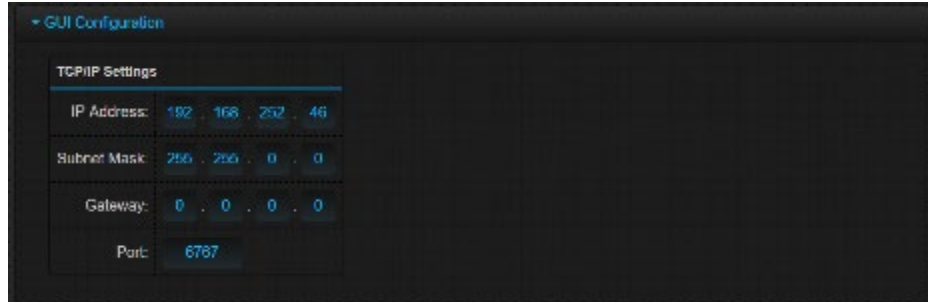 GUI Configuration
TCP/IP Settings
IP Address: 192 . 168 . 252 . 46
Subnet Mask: 255 . 255 . 0 . 0
Gateway: 0 . 0 . 0 . 0
Port: 6767